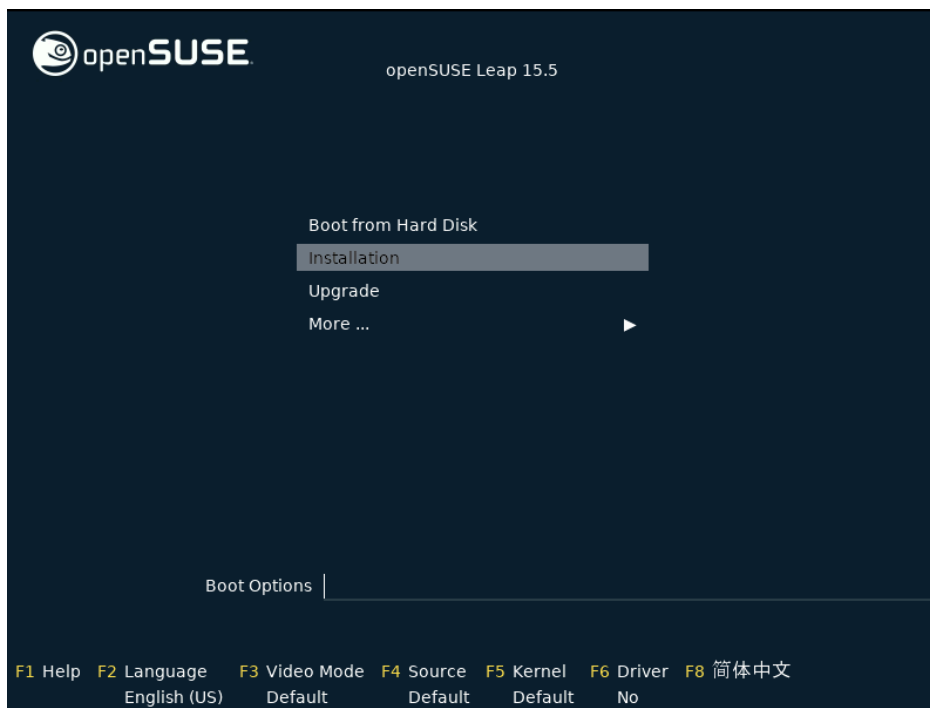 openSUSE.
openSUSE Leap 15.5
Boot from Hard Disk
Installation
Upgrade
More ...
Boot Options
F1 Help F2 Language F3 Video Mode F4 Source F5 Kernel F6 Driver F8 简体中文
English (US) Default Default Default No